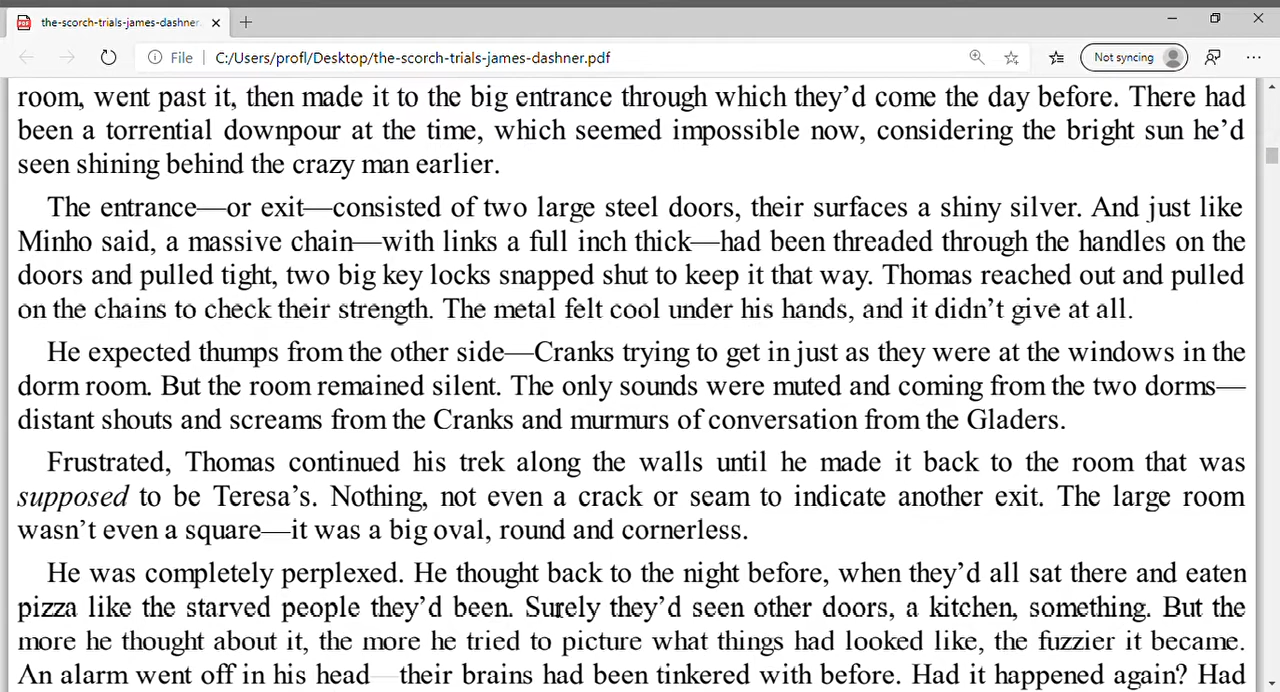 the-scorch-trials-james-dashner.
File
C:/Users/profl/Desktop/the-scorch-trials-james-dashner.pdf
Not syncing
room, went past it, then made it to the big entrance through which they’d come the day before. There had
been a torrential downpour at the time, which seemed impossible now, considering the bright sun he’d
seen shining behind the crazy man earlier.
The entrance—or exit—consisted of two large steel doors, their surfaces a shiny silver. And just like
Minho said, a massive chain—with links a full inch thick—had been threaded through the handles on the
doors and pulled tight, two big key locks snapped shut to keep it that way. Thomas reached out and pulled
on the chains to check their strength. The metal felt cool under his hands, and it didn’t give at all.
He expected thumps from the other side—Cranks trying to get in just as they were at the windows in the
dorm room. But the room remained silent. The only sounds were muted and coming from the two dorms—
distant shouts and screams from the Cranks and murmurs of conversation from the Gladers.
Frustrated, Thomas continued his trek along the walls until he made it back to the room that was
supposed to be Teresa’s. Nothing, not even a crack or seam to indicate another exit. The large room
wasn’t even a square—it was a big oval, round and cornerless.
He was completely perplexed. He thought back to the night before, when they’d all sat there and eaten
pizza like the starved people they’d been. Surely they’d seen other doors, a kitchen, something. But the
more he thought about it, the more he tried to picture what things had looked like, the fuzzier it became.
An alarm went off in his head—their brains had been tinkered with before. Had it happened again? Had